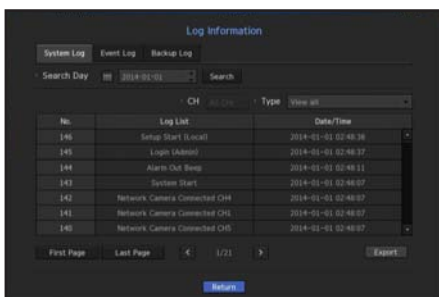 Log Information
System Log Event Log Backup Log
Search Day 2014-01-01 Search
CH All CH Type View all
No. Log List Date/Time
146 Setup Start (Local) 2014-01-01 02:48:38
145 Login (Admin) 2014-01-01 02:48:37
144 Alarm Out Beep 2014-01-01 02:48:11
143 System Start 2014-01-01 02:48:07
142 Network Camera Connected CH4 2014-01-01 02:48:07
141 Network Camera Connected CH1 2014-01-01 02:48:07
140 Network Camera Connected CH5 2014-01-01 02:48:07
First Page Last Page < 1/21 > Export
Return